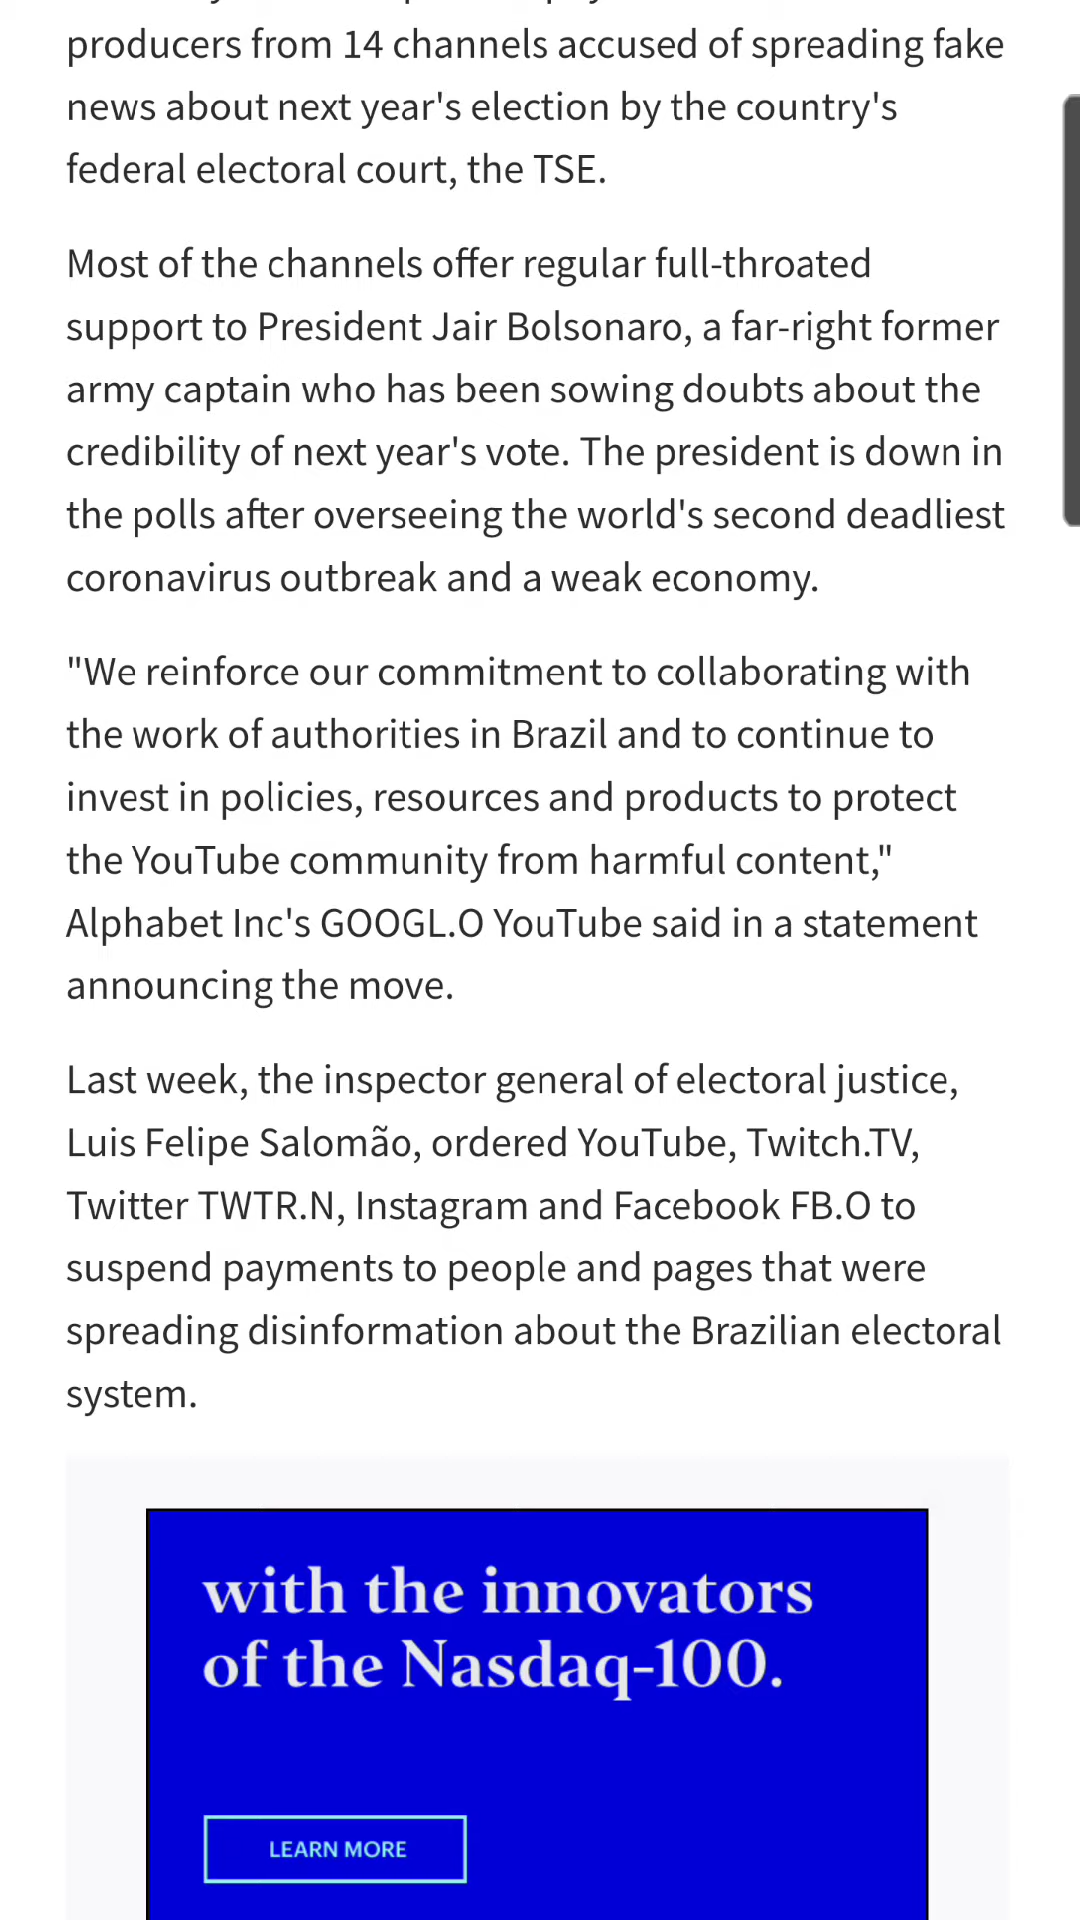 producers from 14 channels accused of spreading fake
news about next year's election by the country's
federal electoral court, the TSE.
Most of the channels offer regular full-throated
support to President Jair Bolsonaro, a far-right former
army captain who has been sowing doubts about the
credibility of next year's vote. The president is down in
the polls after overseeing the world's second deadliest
coronavirus outbreak and a weak economy.
"We reinforce our commitment to collaborating with
the work of authorities in Brazil and to continue to
invest in policies, resources and products to protect
the YouTube community from harmful content,"
Alphabet Inc's GOOGL.O YouTube said in a statement
announcing the move.
Last week, the inspector general of electoral justice,
Luis Felipe Salomão, ordered YouTube, Twitch.TV,
Twitter TWTR.N, Instagram and Facebook FB.O to
suspend payments to people and pages that were
spreading disinformation about the Brazilian electoral
system.
with the innovators
of the Nasdaq-100.
LEARN MORE